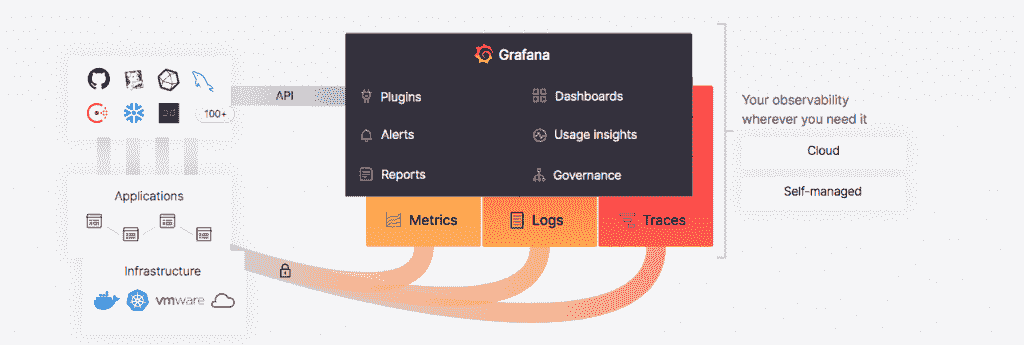 100+
API
Grafana
Plugins
Dashboards
Alerts
Usage insights
Reports
Governance
Metrics
Logs
Traces
Applications
Infrastructure
vmware
Your observability
wherever you need it
Cloud
Self-managed